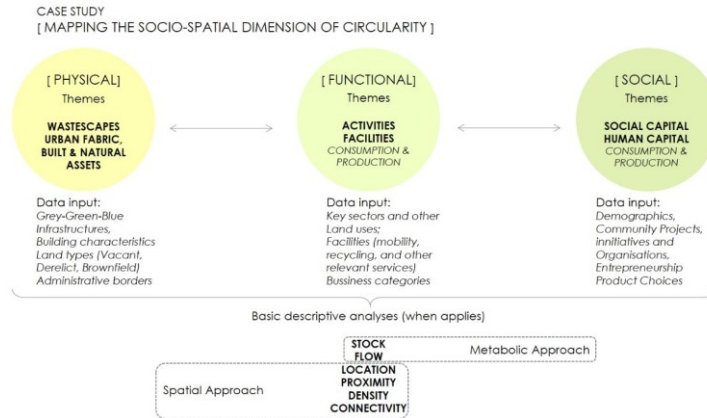 CASE STUDY
[ MAPPING THE SOCIO-SPATIAL DIMENSION OF CIRCULARITY ]
[ PHYSICAL]
Themes
WASTESCAPES
URBAN FABRIC,
BUILT & NATURAL
ASSETS
Data input:
Grey-Green-Blue
Infrastructures,
Building characteristics
Land types (Vacant,
Derelict, Brownfield)
Administrative borders
[ FUNCTIONAL]
Themes
ACTIVITIES
FACILITIES
CONSUMPTION &
PRODUCTION
Data input:
Key sectors and other
Land uses;
Facilities (mobility,
recycling, and other
relevant services)
Bussiness categories
[ SOCIAL ]
Themes
SOCIAL CAPITAL
HUMAN CAPITAL
CONSUMPTION &
PRODUCTION
Data input:
Demographics,
Community Projects,
innitiatives and
Organisations,
Entrepreneurship
Product Choices
Basic descriptive analyses (when applies)
STOCK
FLOW
Metabolic Approach
Spatial Approach
LOCATION
PROXIMITY
DENSITY
CONNECTIVITY